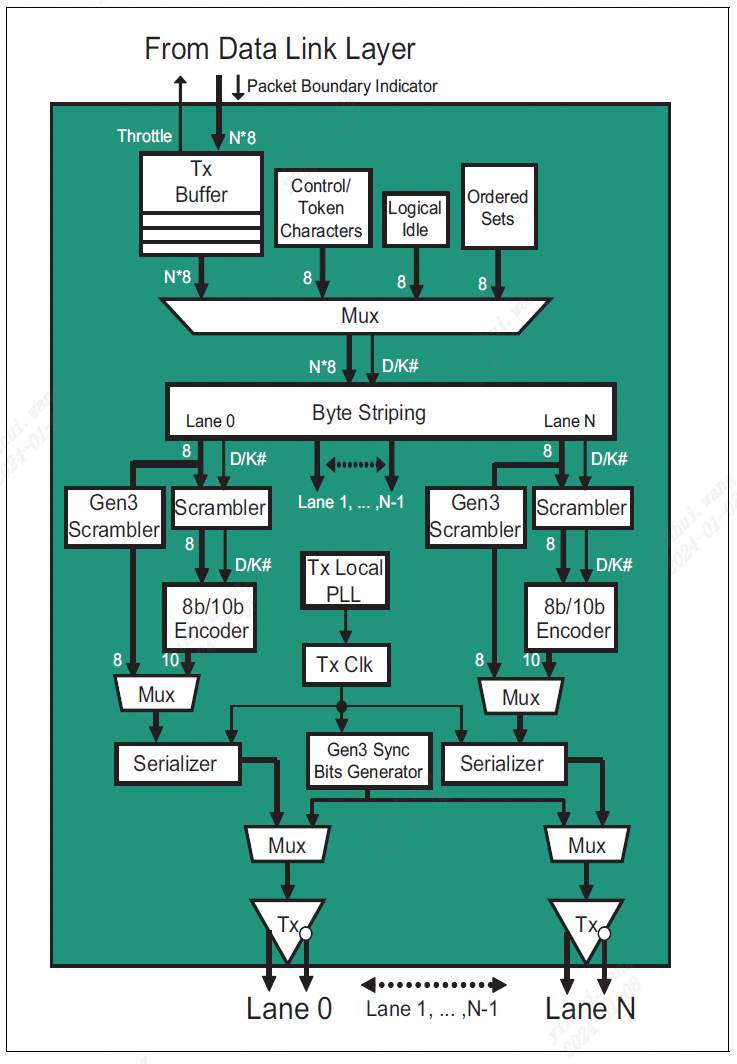 From Data Link Layer
Packet Boundary Indicator
Throttle
N*8
Tx
Buffer
Control/
Token
Characters
Logical
Idle
Ordered
Sets
N*8
8
8
8
Mux
N*8
D/K#
Byte Striping
Lane 0
Lane N
8
D/K#
Lane 1, ... ,N-1
8
D/K#
Gen3
Scrambler
Scrambler
Gen3
Scrambler
Scrambler
8
D/K#
8
D/K#
Tx Local
PLL
8b/10b
Encoder
8b/10b
Encoder
Tx Clk
8
10
8
10
Mux
Mux
Serializer
Gen3 Sync
Bits Generator
Serializer
Mux
Mux
Tx
Tx
Lane 0
Lane 1, ... ,N-1
Lane N